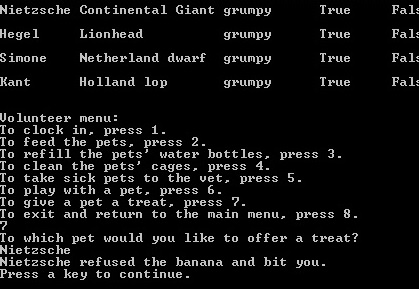 Nietzsche Continental Giant grumpy True Fals
Hegel Lionhead grumpy True Fals
Simone Netherland dwarf grumpy True Fals
Kant Holland lop grumpy True Fals
Volunteer menu:
To clock in, press 1.
To feed the pets, press 2.
To refill the pets' water bottles, press 3.
To clean the pets' cages, press 4.
To take sick pets to the vet, press 5.
To play with a pet, press 6.
To give a pet a treat, press 7.
To exit and return to the main menu, press 8.
7
To which pet would you like to offer a treat?
Nietzsche
Nietzsche refused the banana and bit you.
Press a key to continue.